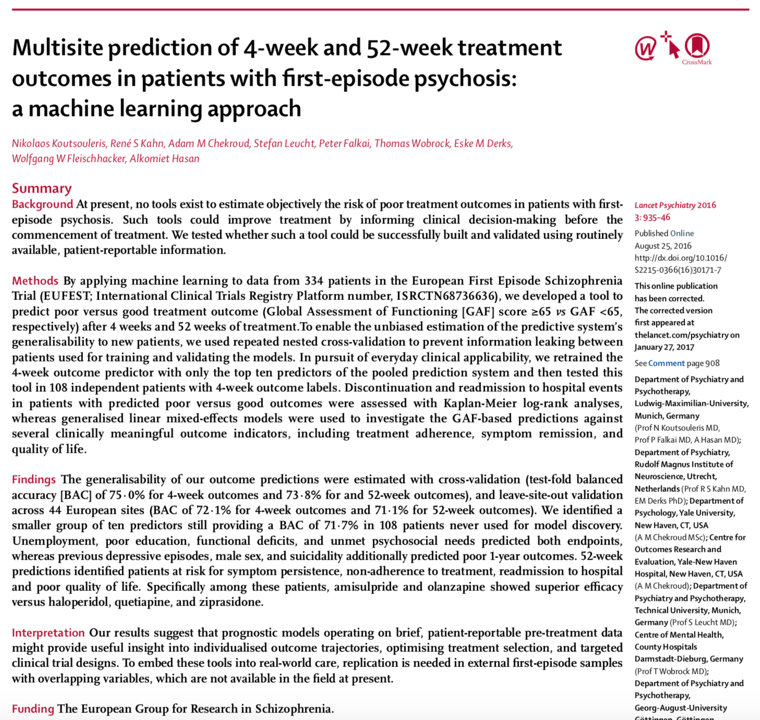 Multisite prediction of 4-week and 52-week treatment
outcomes in patients with first-episode psychosis:
a machine learning approach
Nikolaos Koutsouleris, René S Kahn, Adam M Chekroud, Stefan Leucht, Peter Falkai, Thomas Wobrock, Eske M Derks,
Wolfgang W Fleischhacker, Alkomiet Hasan
Summary
Background At present, no tools exist to estimate objectively the risk of poor treatment outcomes in patients with first-
episode psychosis. Such tools could improve treatment by informing clinical decision-making before the
commencement of treatment. We tested whether such a tool could be successfully built and validated using routinely
available, patient-reportable information.
Methods By applying machine learning to data from 334 patients in the European First Episode Schizophrenia
Trial (EUFEST; International Clinical Trials Registry Platform number, ISRCTN68736636), we developed a tool to
predict poor versus good treatment outcome (Global Assessment of Functioning [GAF] score ≥65 vs GAF <65,
respectively) after 4 weeks and 52 weeks of treatment.To enable the unbiased estimation of the predictive system's
generalisability to new patients, we used repeated nested cross-validation to prevent information leaking between
patients used for training and validating the models. In pursuit of everyday clinical applicability, we retrained the
4-week outcome predictor with only the top ten predictors of the pooled prediction system and then tested this
tool in 108 independent patients with 4-week outcome labels. Discontinuation and readmission to hospital events
in patients with predicted poor versus good outcomes were assessed with Kaplan-Meier log-rank analyses,
whereas generalised linear mixed-effects models were used to investigate the GAF-based predictions against
several clinically meaningful outcome indicators, including treatment adherence, symptom remission, and
quality of life.
Findings The generalisability of our outcome predictions were estimated with cross-validation (test-fold balanced
accuracy [BAC] of 75·0% for 4-week outcomes and 73·8% for and 52-week outcomes), and leave-site-out validation
across 44 European sites (BAC of 72·1% for 4-week outcomes and 71·1% for 52-week outcomes). We identified a
smaller group of ten predictors still providing a BAC of 71·7% in 108 patients never used for model discovery.
Unemployment, poor education, functional deficits, and unmet psychosocial needs predicted both endpoints,
whereas previous depressive episodes, male sex, and suicidality additionally predicted poor 1-year outcomes. 52-week
predictions identified patients at risk for symptom persistence, non-adherence to treatment, readmission to hospital
and poor quality of life. Specifically among these patients, amisulpride and olanzapine showed superior efficacy
versus haloperidol, quetiapine, and ziprasidone.
Interpretation Our results suggest that prognostic models operating on brief, patient-reportable pre-treatment data
might provide useful insight into individualised outcome trajectories, optimising treatment selection, and targeted
clinical trial designs. To embed these tools into real-world care, replication is needed in external first-episode samples
with overlapping variables, which are not available in the field at present.
Funding The European Group for Research in Schizophrenia.
W
CrossMark
Lancet Psychiatry 2016
3: 935–46
Published Online
August 25, 2016
http://dx.doi.org/10.1016/
S2215-0366(16)30171-7
This online publication
has been corrected.
The corrected version
first appeared at
thelancet.com/psychiatry on
January 27, 2017
See Comment page 908
Department of Psychiatry and
Psychotherapy,
Ludwig-Maximilian-University,
Munich, Germany
(Prof N Koutsouleris MD,
Prof P Falkai MD, A Hasan MD);
Department of Psychiatry,
Rudolf Magnus Institute of
Neuroscience, Utrecht,
Netherlands (Prof R S Kahn MD,
EM Derks PhD); Department of
Psychology, Yale University,
New Haven, CT, USA
(A M Chekroud MSc); Centre for
Outcomes Research and
Evaluation, Yale-New Haven
Hospital, New Haven, CT, USA
(A M Chekroud); Department of
Psychiatry and Psychotherapy,
Technical University, Munich,
Germany (Prof S Leucht MD);
Centre of Mental Health,
County Hospitals
Darmstadt-Dieburg, Germany
(Prof T Wobrock MD);
Department of Psychiatry and
Psychotherapy,
Georg-August-University
Göttingen, Göttingen